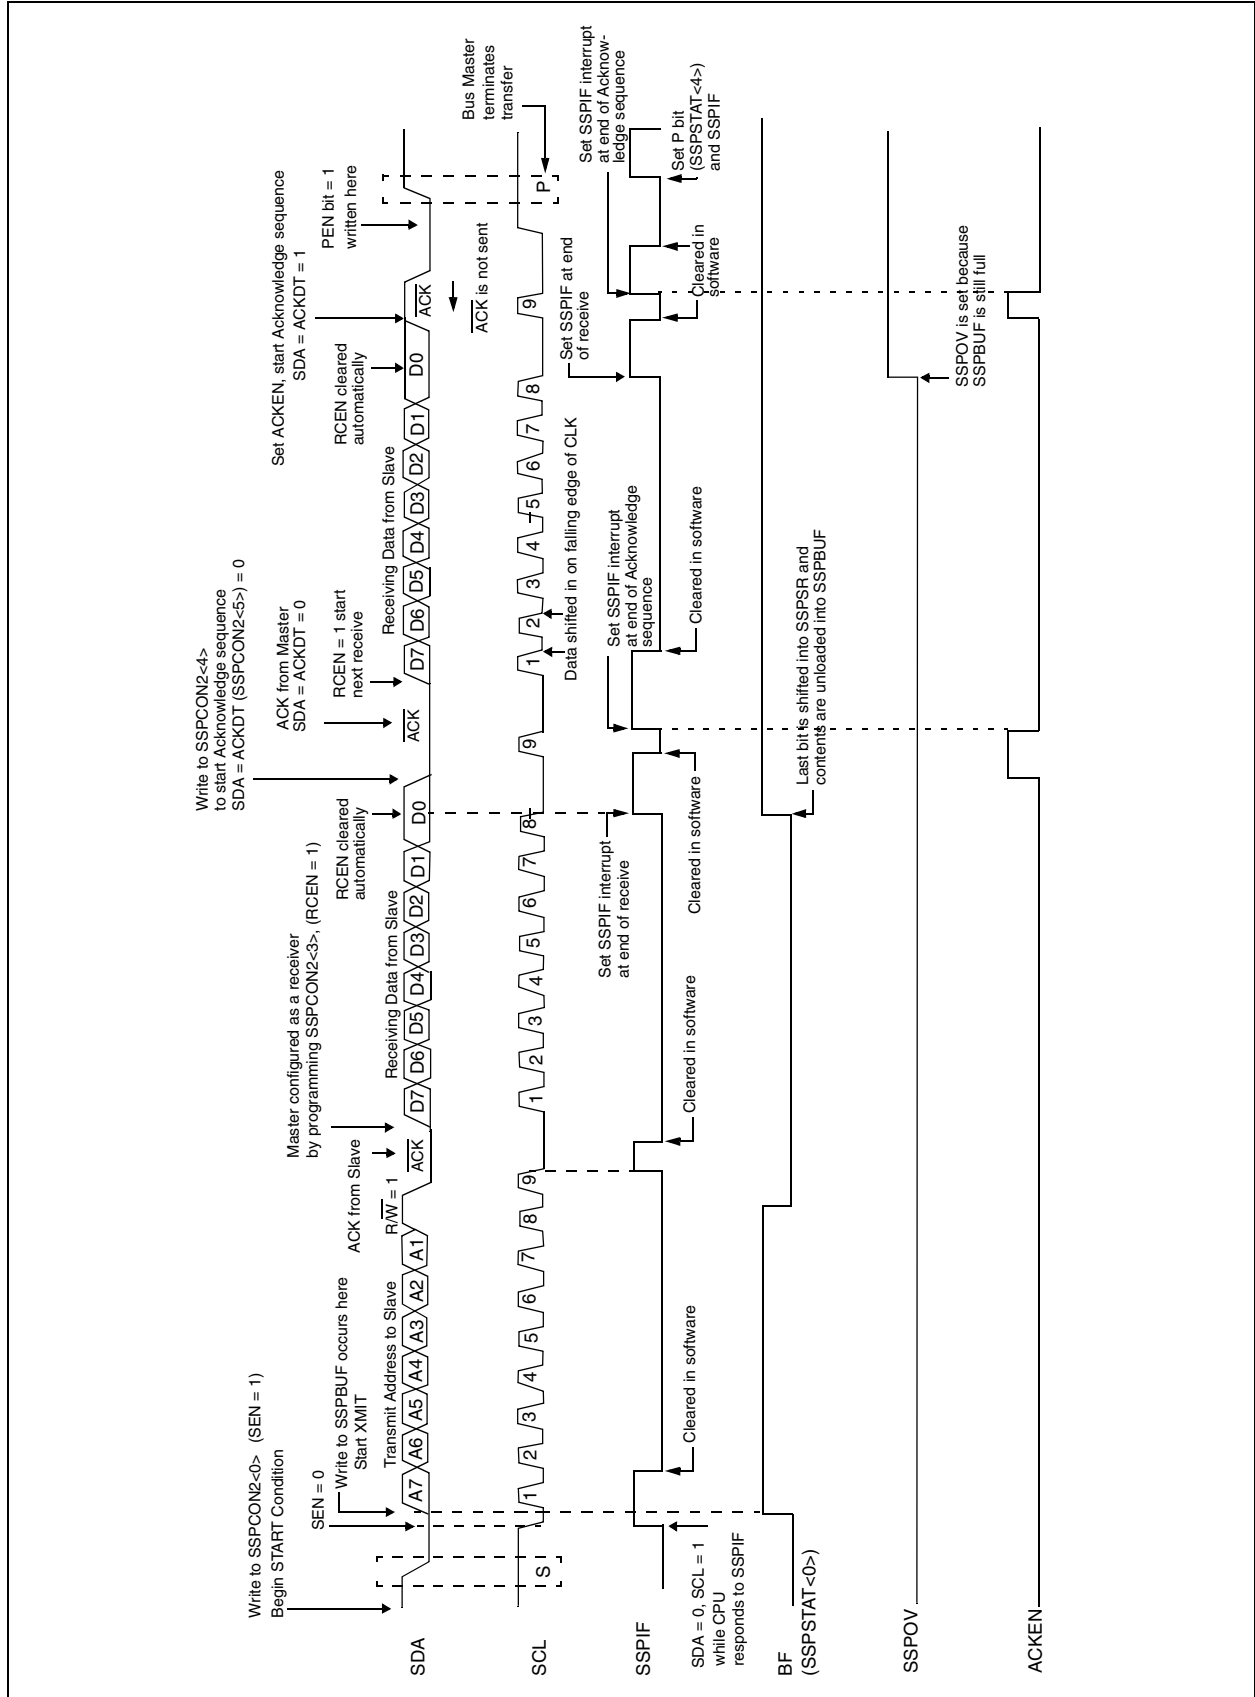 Write to SSPCON2<0> (SEN = 1)
Begin START Condition
SEN = 0
Write to SSPBUF occurs here
Start XMIT
Transmit Address to Slave
R/W = 1
ACK from Slave
Master configured as a receiver
by programming SSPCON2<3>, (RCEN = 1)
Receiving Data from Slave
RCEN cleared
automatically
Write to SSPCON2<4>
to start Acknowledge sequence
SDA = ACKDT (SSPCON2<5>) = 0
ACK from Master
SDA = ACKDT = 0
RCEN = 1 start
next receive
Receiving Data from Slave
RCEN cleared
automatically
Set ACKEN, start Acknowledge sequence
SDA = ACKDT = 1
PEN bit = 1
written here
SDA
A7 A6 A5 A4 A3 A2 A1 ACK D7 D6 D5 D4 D3 D2 D1 D0 ACK D7 D6 D5 D4 D3 D2 D1 D0 ACK
ACK is not sent
Bus Master
terminates
transfer
SCL
S 1 2 3 4 5 6 7 8 9 1 2 3 4 5 6 7 8 9 1 2 3 4 5 6 7 8 9 P
Data shifted in on falling edge of CLK
Set SSPIF interrupt
at end of receive
Set SSPIF interrupt
at end of Acknowledge
sequence
Set SSPIF at end
of receive
Set SSPIF interrupt
at end of Acknow-
ledge sequence
SSPIF
SDA = 0, SCL = 1
while CPU
responds to SSPIF
Cleared in software
Cleared in software
Cleared in software
Cleared in software
Cleared in
software
Set P bit
(SSPSTAT<4>)
and SSPIF
BF
(SSPSTAT<0>)
Last bit is shifted into SSPSR and
contents are unloaded into SSPBUF
SSPOV
SSPOV is set because
SSPBUF is still full
ACKEN